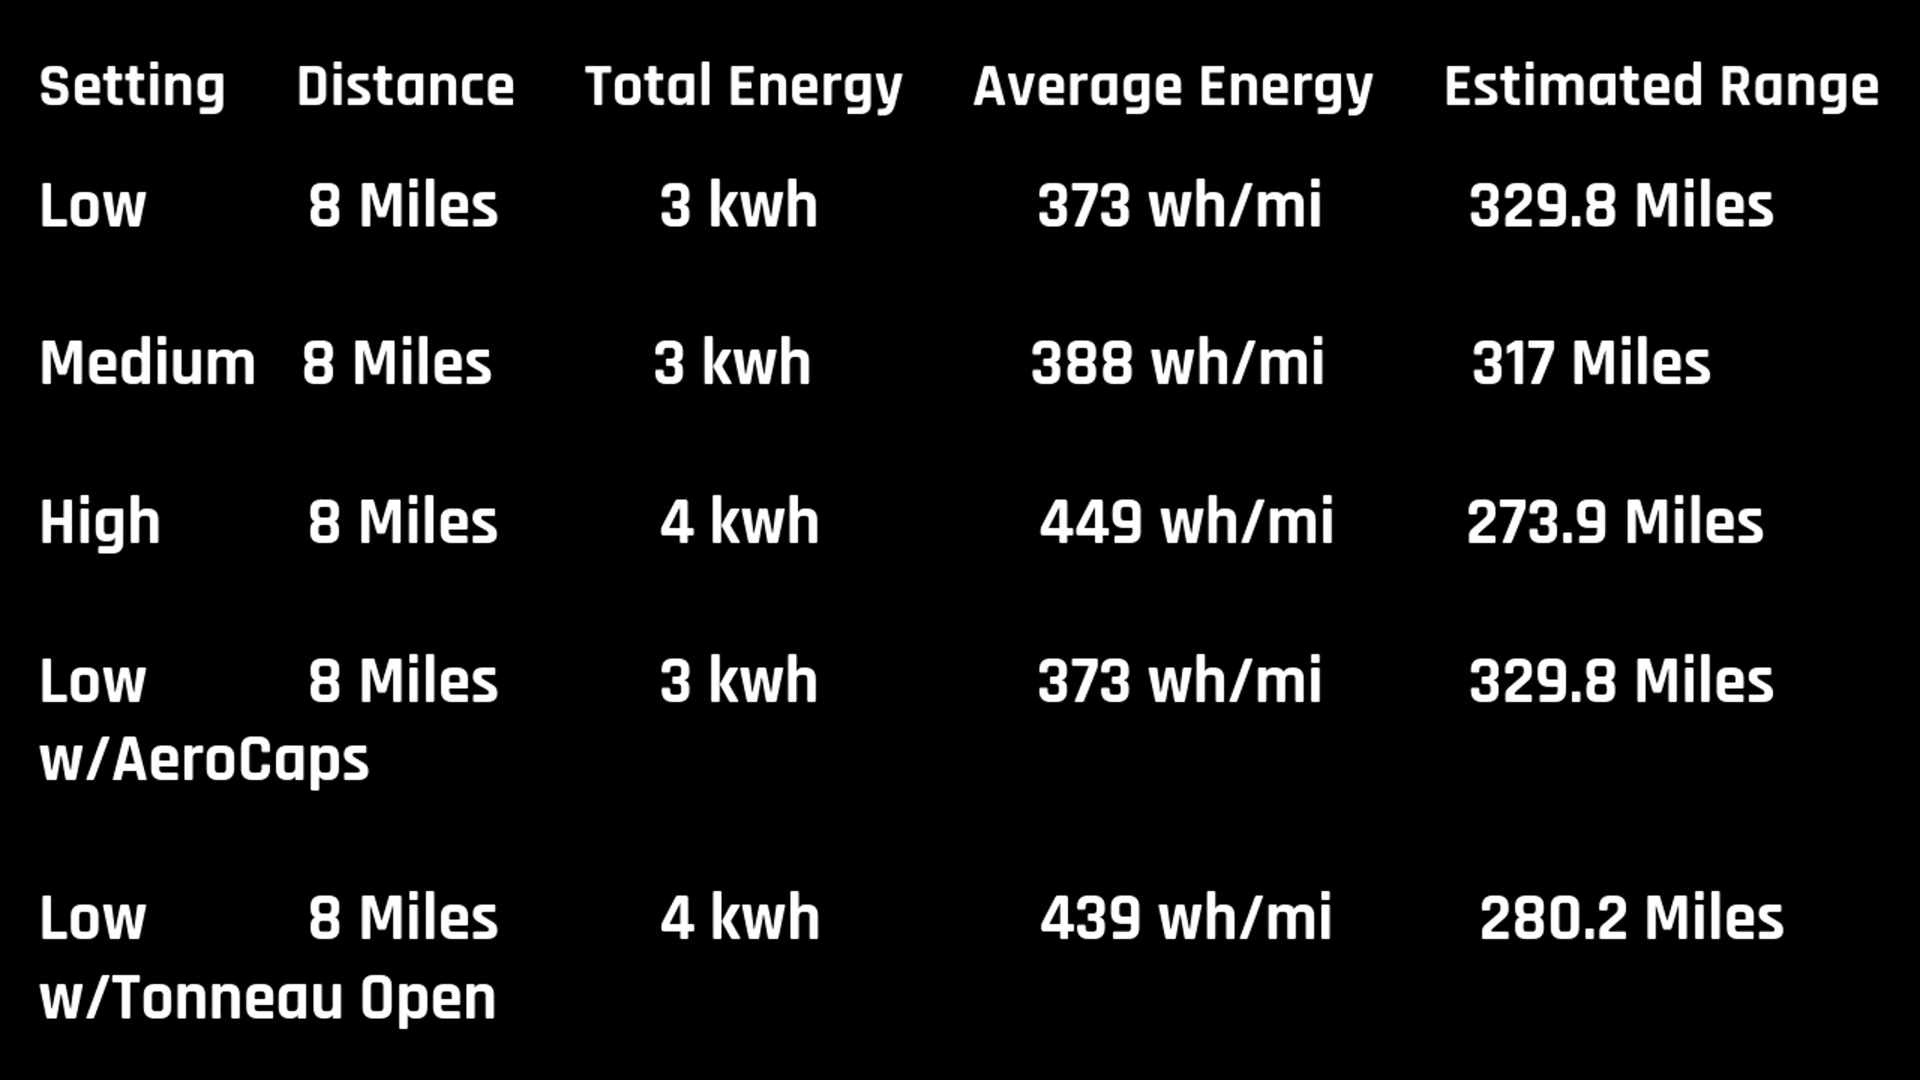 Setting Distance Total Energy Average Energy Estimated Range
Low 8 Miles 3 kwh 373 wh/mi 329.8 Miles
Medium 8 Miles 3 kwh 388 wh/mi 317 Miles
High 8 Miles 4 kwh 449 wh/mi 273.9 Miles
Low 8 Miles 3 kwh 373 wh/mi 329.8 Miles
w/AeroCaps
Low 8 Miles 4 kwh 439 wh/mi 280.2 Miles
w/Tonneau Open